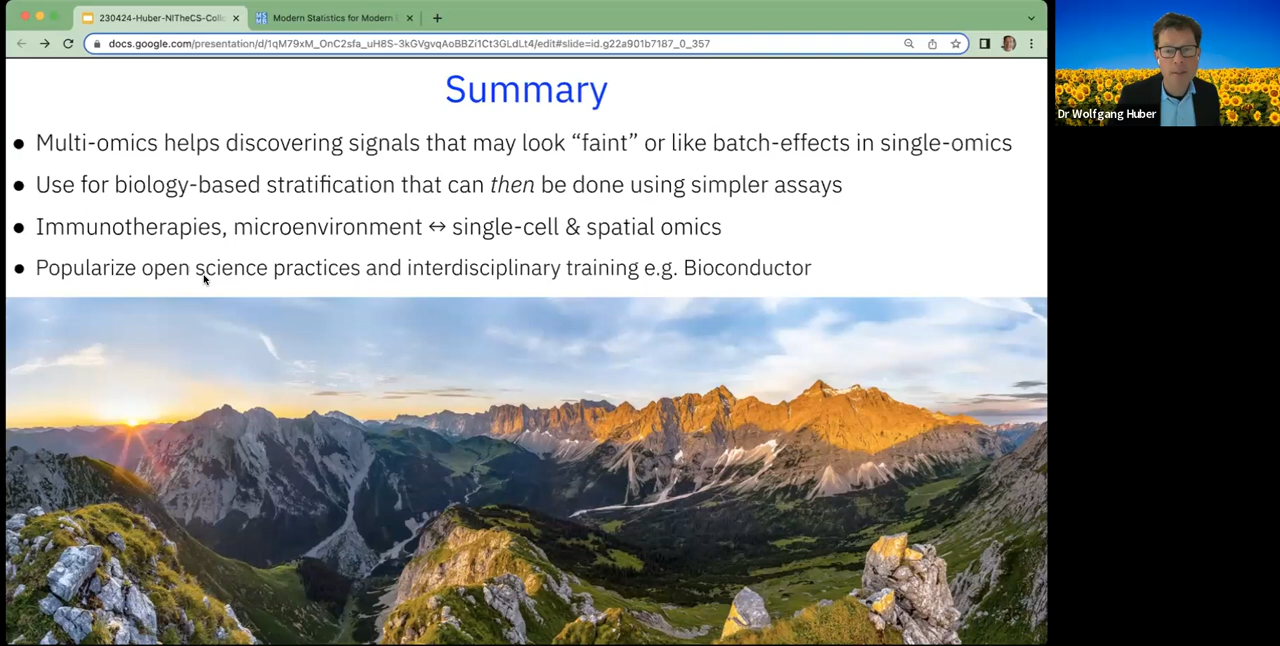 230424-Huber-NITheCS-Coll
Modern Statistics for Modern
docs.google.com/presentation/d/1qM79xM_OnC2sfa_uH8S-3kGVgvqAoBBZi1Ct3GLdLt4/edit#slide=id.g22a901b7187_0_357
Dr Wolfgang Huber
Summary
● Multi-omics helps discovering signals that may look “faint” or like batch-effects in single-omics
● Use for biology-based stratification that can then be done using simpler assays
● Immunotherapies, microenvironment ↔ single-cell & spatial omics
● Popularize open science practices and interdisciplinary training e.g. Bioconductor